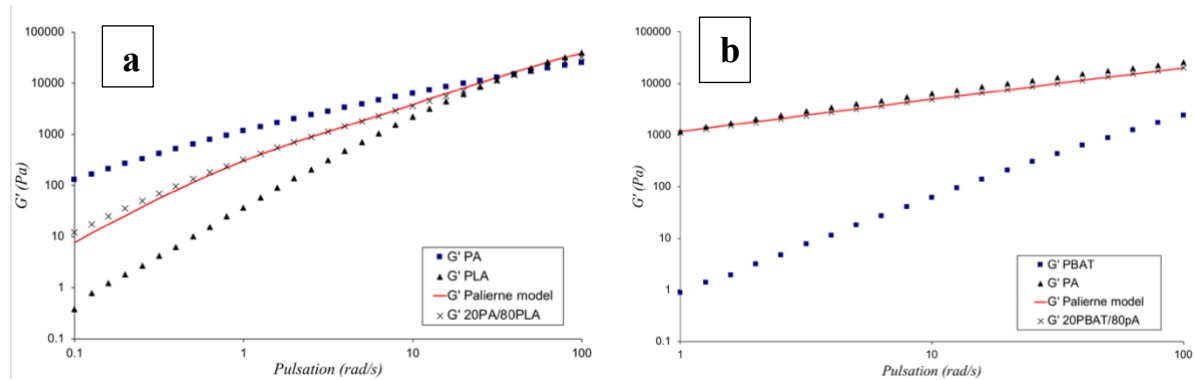 a
100000
10000
1000
100
10
1
0.1
G' (Pa)
0.1
1
10
100
Pulsation (rad/s)
G' PA
G' PLA
G' Palierne model
G' 20PA/80PLA
b
100000
10000
1000
100
10
1
0.1
G' (Pa)
1
10
100
Pulsation (rad/s)
G' PBAT
G' PA
G' Palierne model
G' 20PBAT/80pA